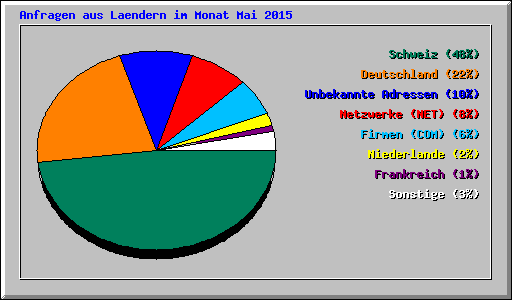 Anfragen aus Laendern im Monat Mai 2015
Schweiz (48%)
Deutschland (22%)
Unbekannte Adressen (10%)
Netzwerke (NET) (8%)
Firmen (COM) (6%)
Niederlande (2%)
Frankreich (1%)
Sonstige (3%)